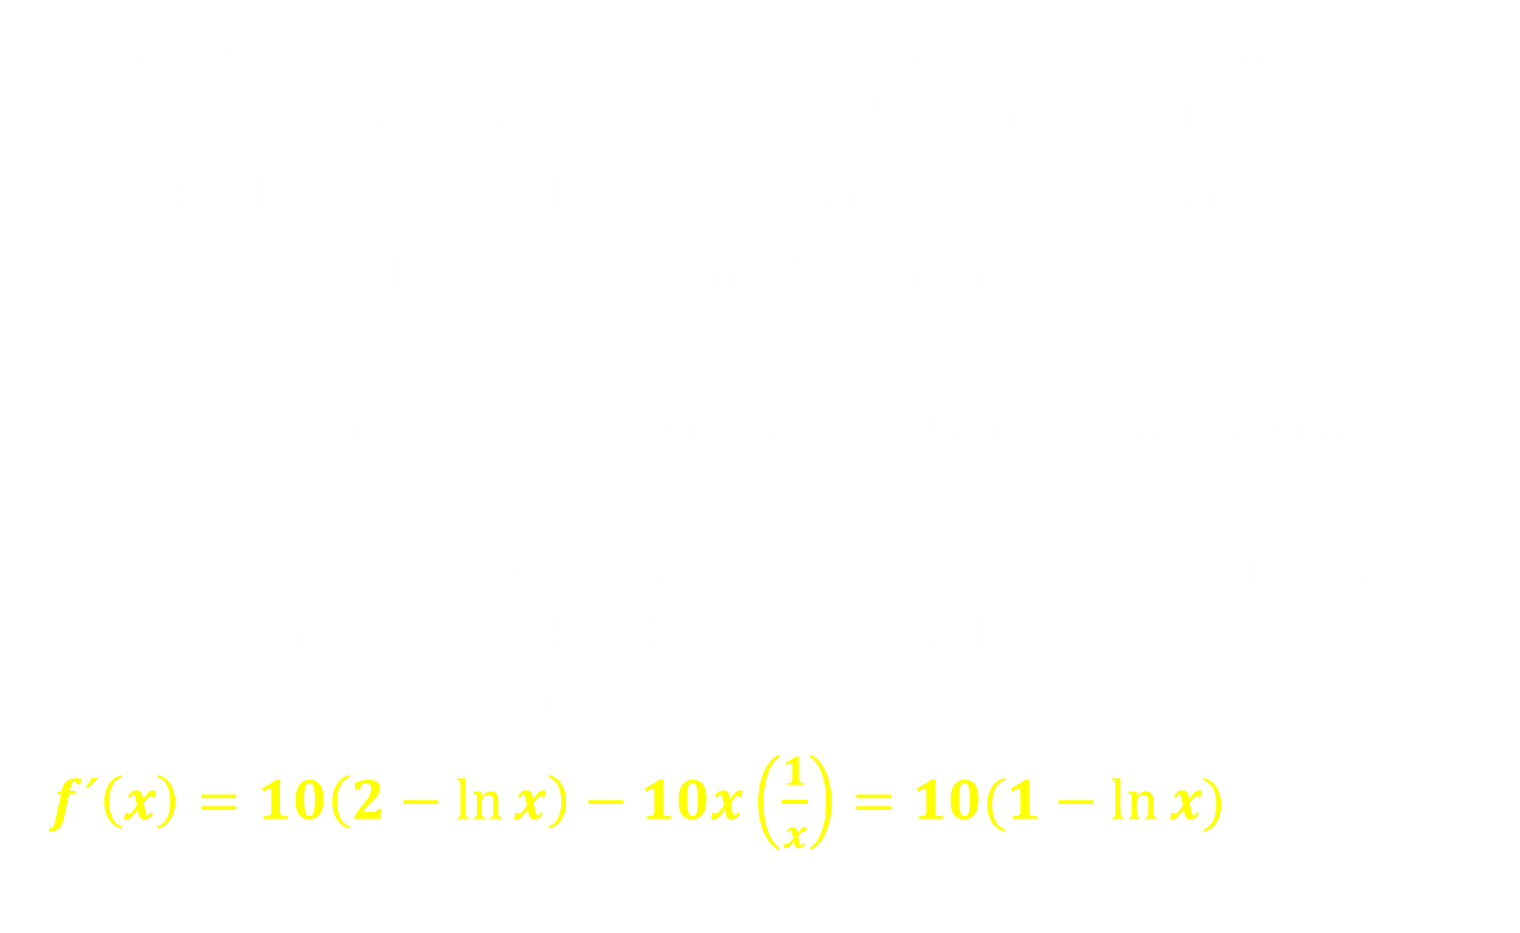 f´(x) = 10(2 − ln x) − 10x(1/x) = 10(1 − ln x)